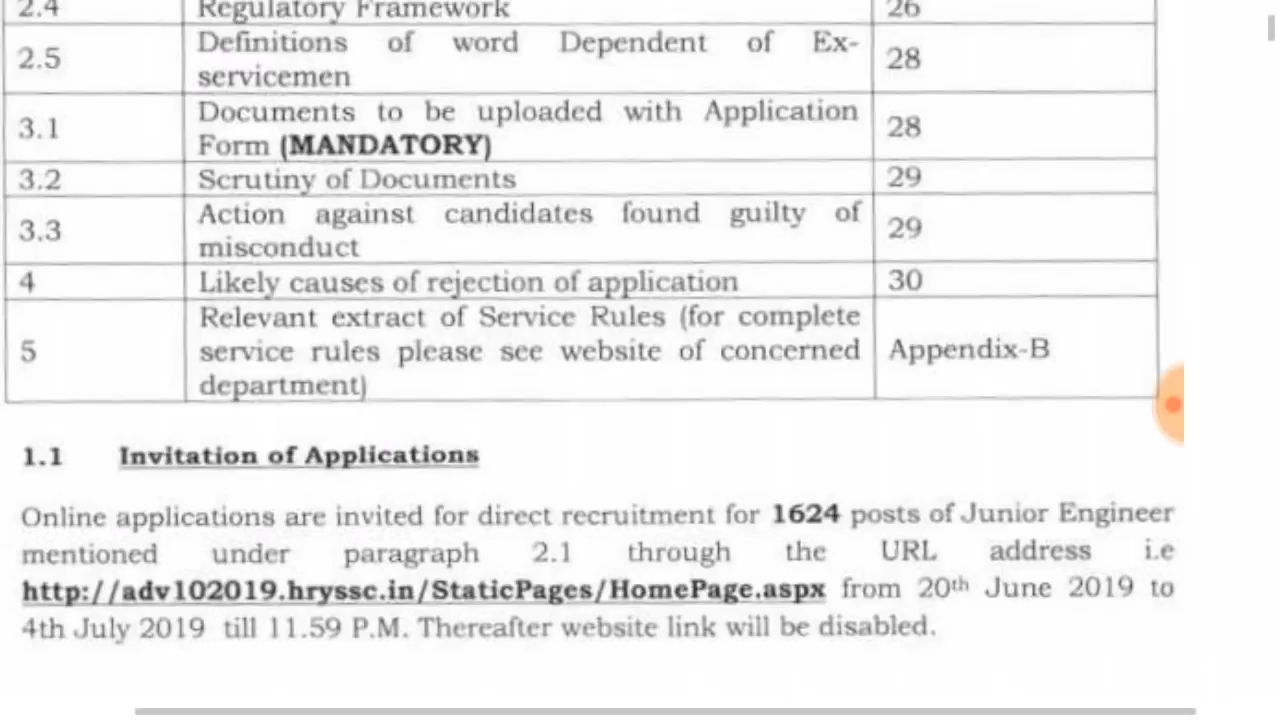 2.4 Regulatory Framework 26
2.5 Definitions of word Dependent of Ex-
servicemen 28
3.1 Documents to be uploaded with Application
Form (MANDATORY) 28
3.2 Scrutiny of Documents 29
3.3 Action against candidates found guilty of
misconduct 29
4 Likely causes of rejection of application 30
5 Relevant extract of Service Rules (for complete
service rules please see website of concerned
department) Appendix-B
1.1 Invitation of Applications
Online applications are invited for direct recruitment for 1624 posts of Junior Engineer
mentioned under paragraph 2.1 through the URL address i.e
http://adv102019.hryssc.in/StaticPages/HomePage.aspx from 20th June 2019 to
4th July 2019 till 11.59 P.M. Thereafter website link will be disabled.